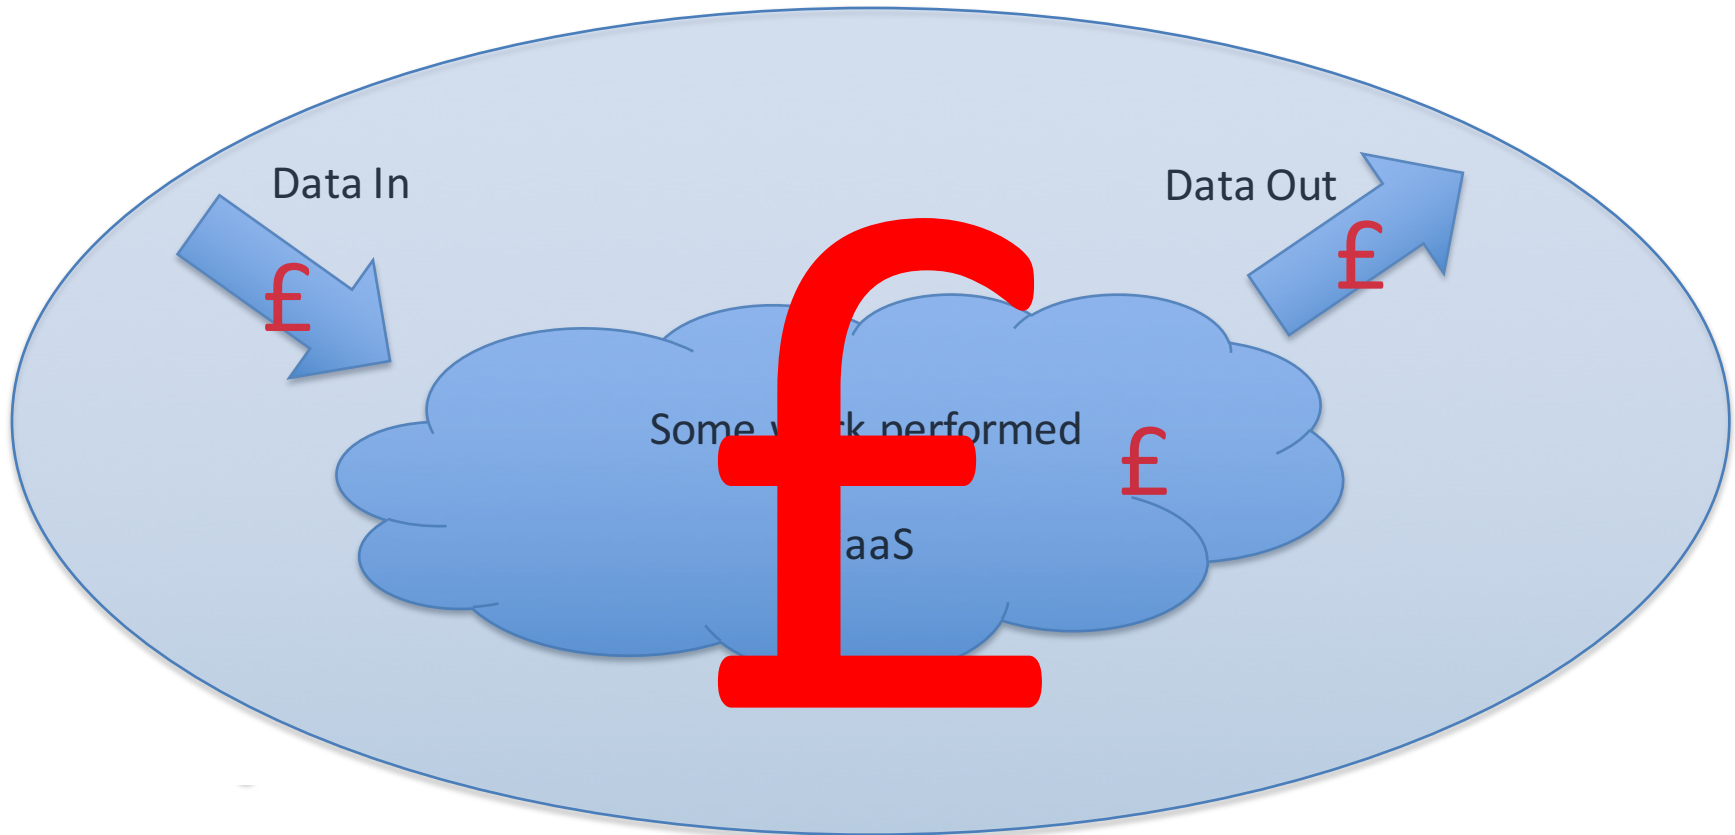 Data In
Data Out
£
£
£
Some performed
£
aaS